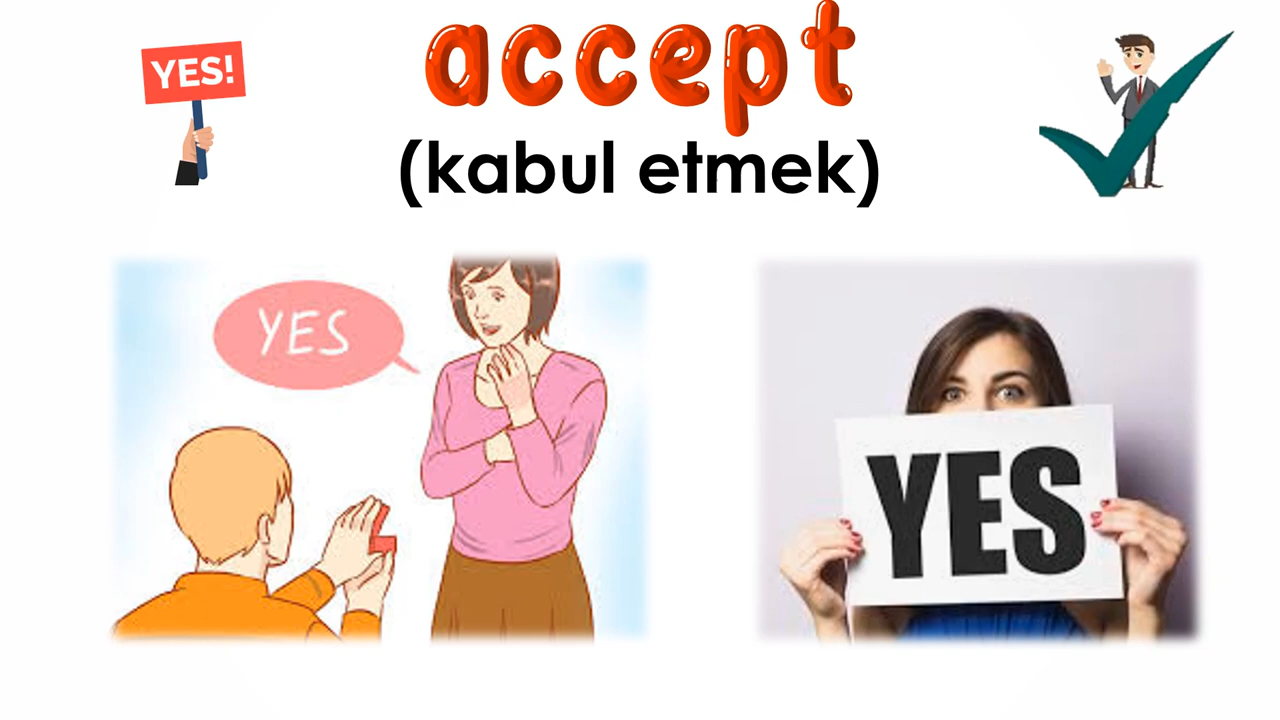 accept
(kabul etmek)
YES!
YES
YES